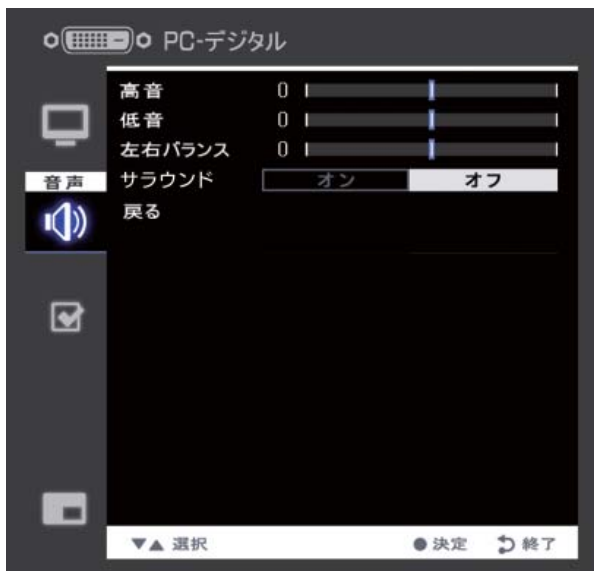 PC-デジタル
高音 0
低音 0
左右バランス 0
音声
サラウンド オン オフ
戻る
▼▲ 選択 ● 決定 終了